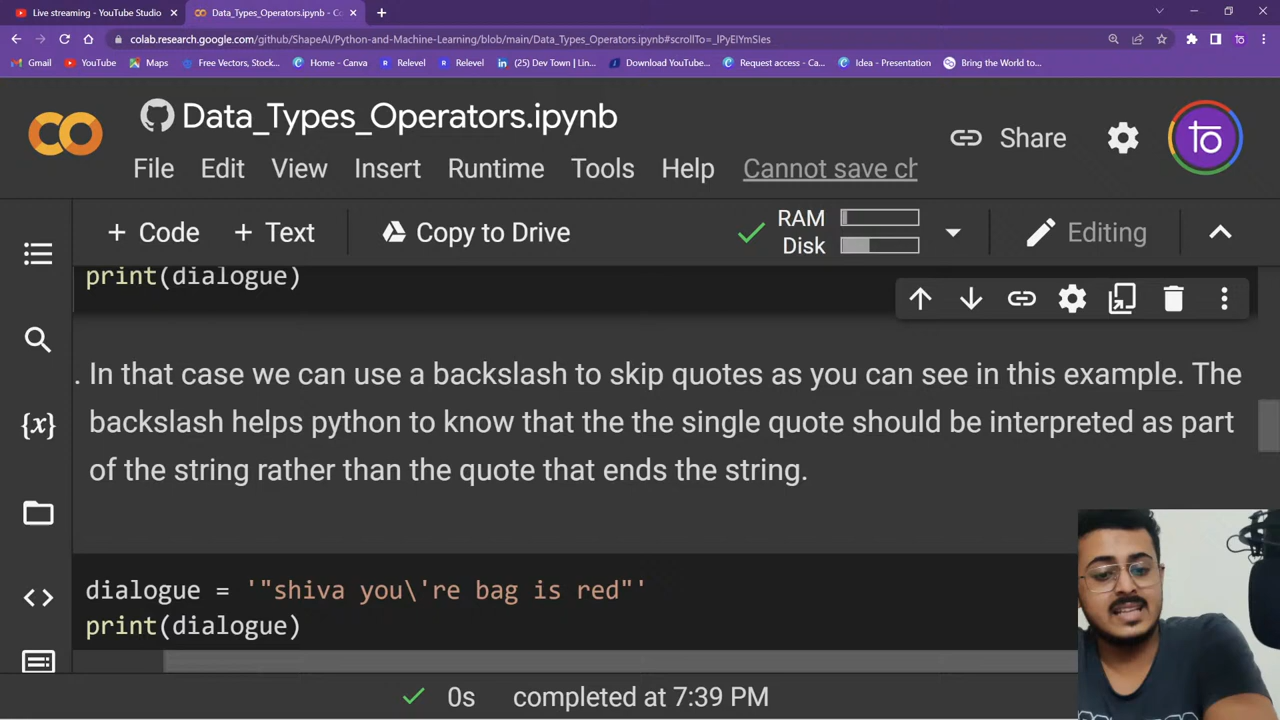 Live streaming - YouTube Studio
Data_Types_Operators.ipynb - Co
colab.research.google.com/github/ShapeAI/Python-and-Machine-Learning/blob/main/Data_Types_Operators.ipynb#scrollTo=_lPyElYmSIes
Gmail YouTube Maps Free Vectors, Stock... Home - Canva Relevel Relevel (25) Dev Town | Lin... Download YouTube... Request access - Ca... Idea - Presentation Bring the World to...
Data_Types_Operators.ipynb
Share
File Edit View Insert Runtime Tools Help Cannot save ch
+ Code + Text Copy to Drive RAM Disk Editing
print(dialogue)
. In that case we can use a backslash to skip quotes as you can see in this example. The
backslash helps python to know that the the single quote should be interpreted as part
of the string rather than the quote that ends the string.
dialogue = '"shiva you\'re bag is red"'
print(dialogue)
0s completed at 7:39 PM